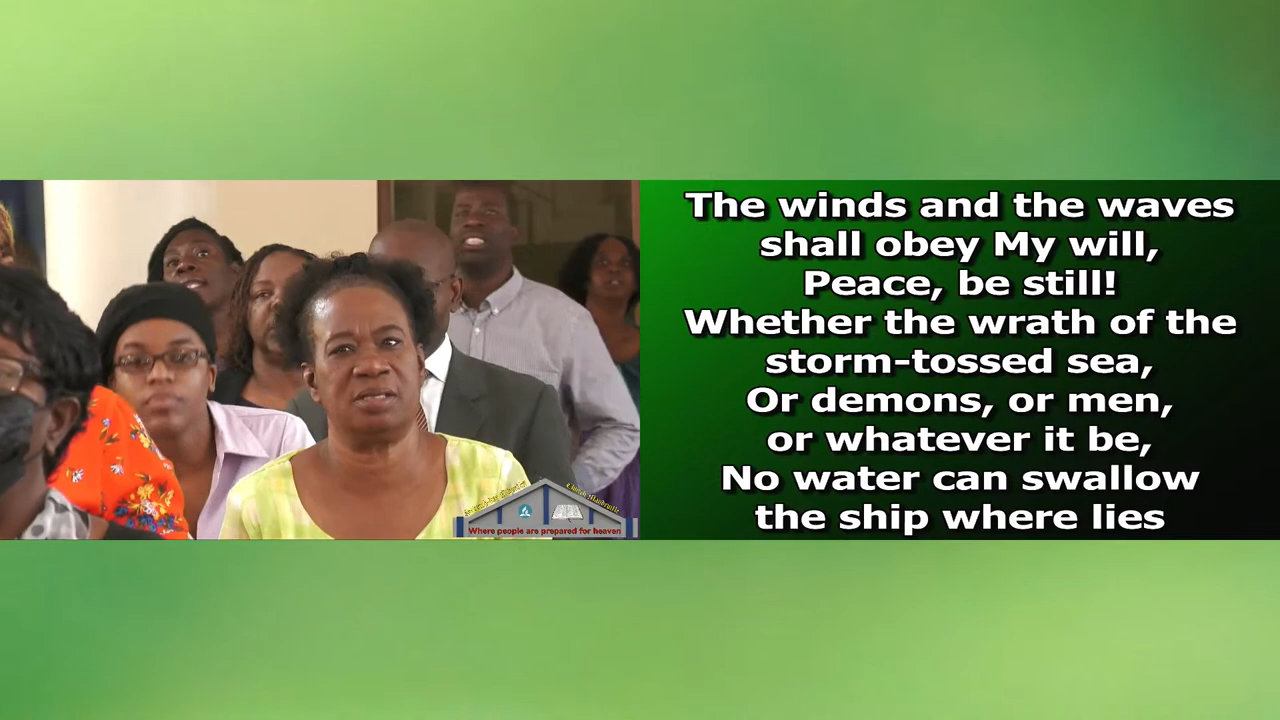 The winds and the waves
shall obey My will,
Peace, be still!
Whether the wrath of the
storm-tossed sea,
Or demons, or men,
or whatever it be,
No water can swallow
the ship where lies
Church Mandeville
Where people are prepared for heaven